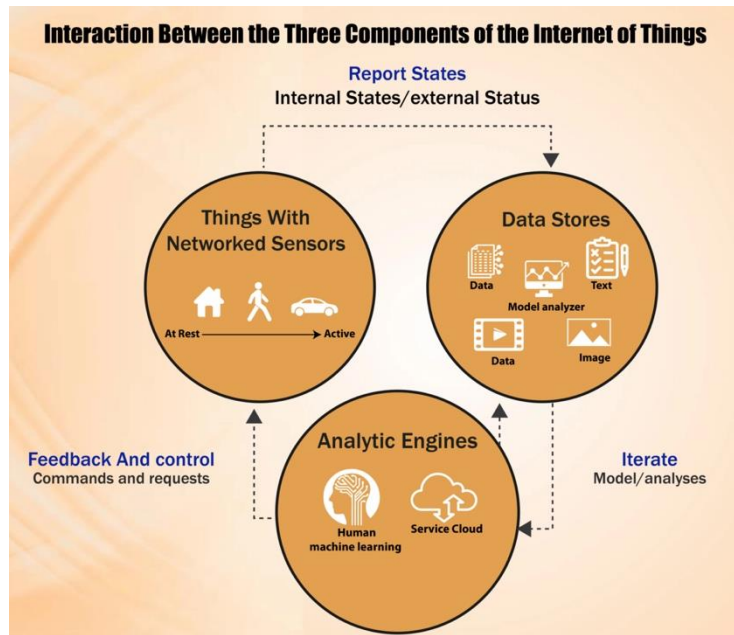 Interaction Between the Three Components of the Internet of Things
Report States
Internal States/external Status
Things With
Networked Sensors
At Rest
Active
Data Stores
Data
Model analyzer
Text
Data
Image
Feedback And control
Commands and requests
Analytic Engines
Human
machine learning
Service Cloud
Iterate
Model/analyses